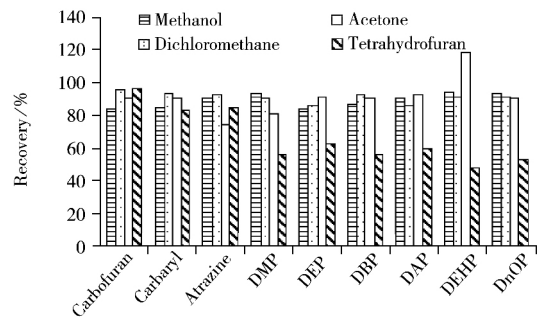 140
120
100
80
60
40
20
0
Recovery/%
Methanol
Acetone
Dichloromethane
Tetrahydrofuran
Carbofuran
Carbaryl
Atrazine
DMP
DEP
DBP
DAP
DEHP
DnOP